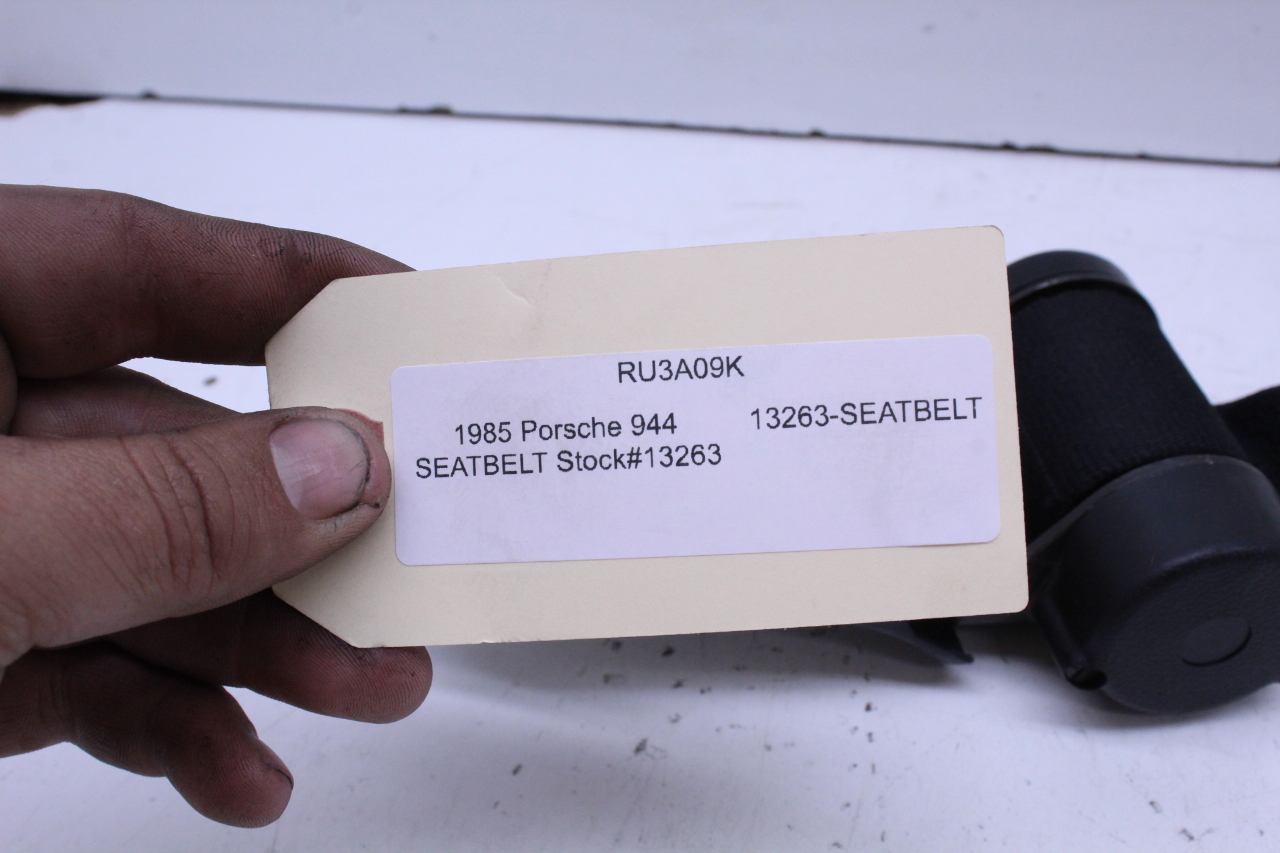 RU3A09K
1985 Porsche 944 13263-SEATBELT
SEATBELT Stock#13263